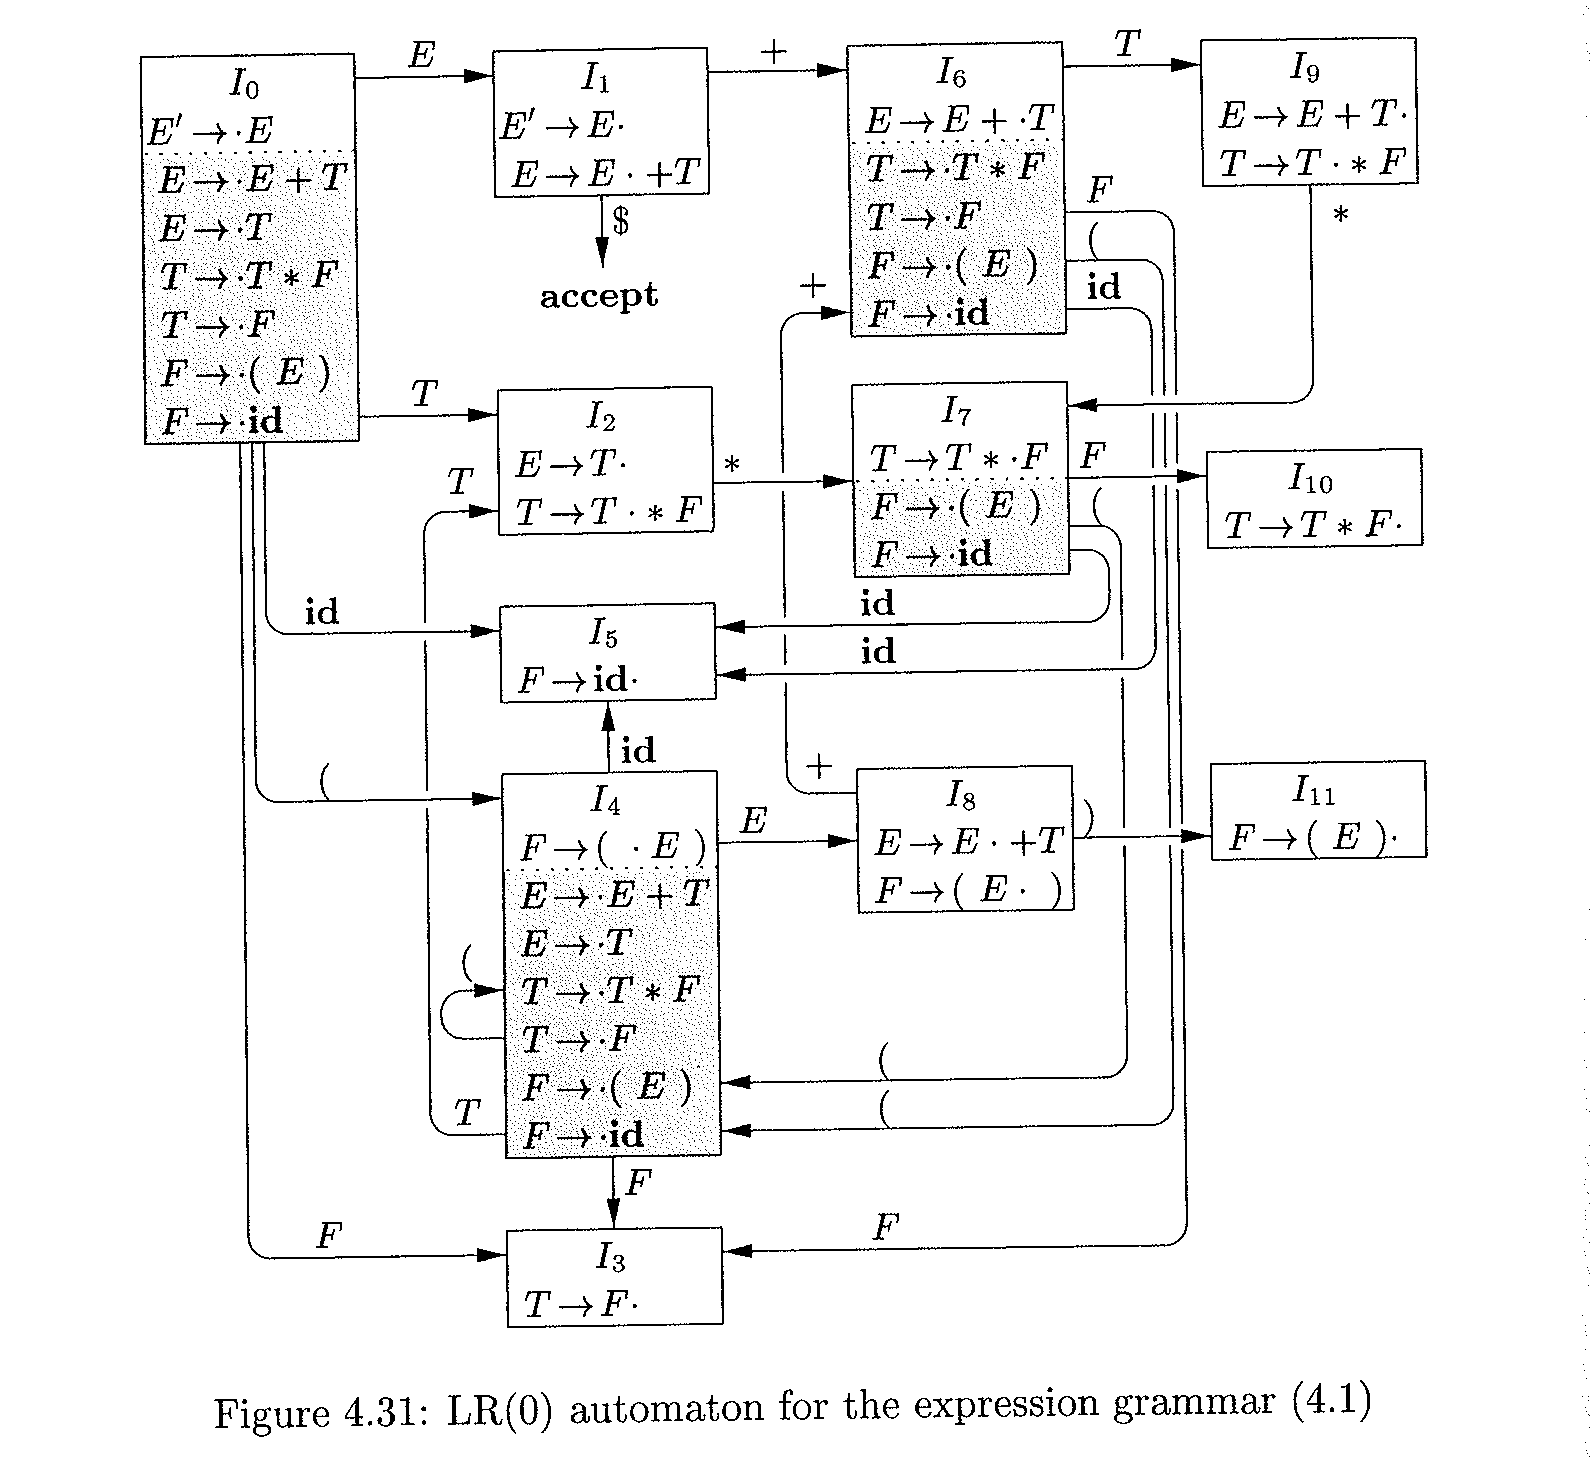 I₀
E′ → ·E
E → ·E + T
E → ·T
T → ·T * F
T → ·F
F → ·( E )
F → ·id
E
I₁
E′ → E·
E → E · +T
$
accept
+
I₆
E → E + ·T
T → ·T * F
T → ·F
F → ·( E )
F → ·id
T
I₉
E → E + T·
T → T · * F
*
F
(
id
+
T
I₂
E → T·
T → T · * F
T
*
I₇
T → T * ·F
F → ·( E )
F → ·id
F
(
I₁₀
T → T * F·
id
I₅
F → id·
id
id
id
(
I₄
F → ( · E )
E → ·E + T
E → ·T
T → ·T * F
T → ·F
F → ·( E )
F → ·id
E
+
I₈
E → E · +T
F → ( E · )
)
I₁₁
F → ( E )·
(
(
(
T
F
F
I₃
T → F·
F
Figure 4.31: LR(0) automaton for the expression grammar (4.1)